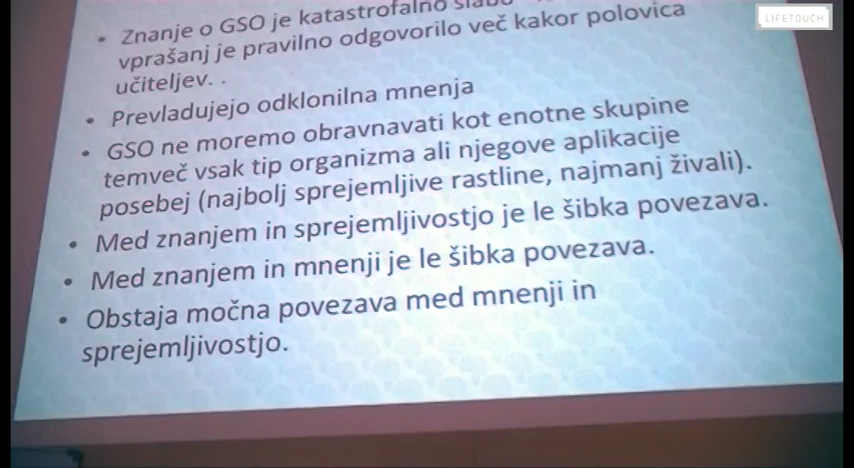 LIFETOUCH
• Znanje o GSO je katastrofalno slabo
vprašanj je pravilno odgovorilo več kakor polovica
učiteljev. .
• Prevladujejo odklonilna mnenja
• GSO ne moremo obravnavati kot enotne skupine
temveč vsak tip organizma ali njegove aplikacije
posebej (najbolj sprejemljive rastline, najmanj živali).
• Med znanjem in sprejemljivostjo je le šibka povezava.
• Med znanjem in mnenji je le šibka povezava.
• Obstaja močna povezava med mnenji in
sprejemljivostjo.